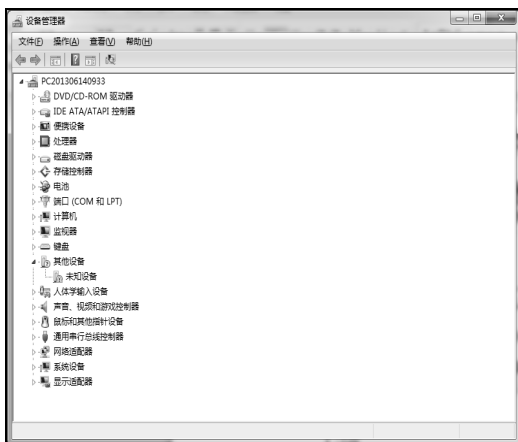 设备管理器
文件(F) 操作(A) 查看(V) 帮助(H)
PC201306140933
DVD/CD-ROM 驱动器
IDE ATA/ATAPI 控制器
便携设备
处理器
磁盘驱动器
存储控制器
电池
端口 (COM 和 LPT)
计算机
监视器
键盘
其他设备
未知设备
人体学输入设备
声音、视频和游戏控制器
鼠标和其他指针设备
通用串行总线控制器
网络适配器
系统设备
显示适配器